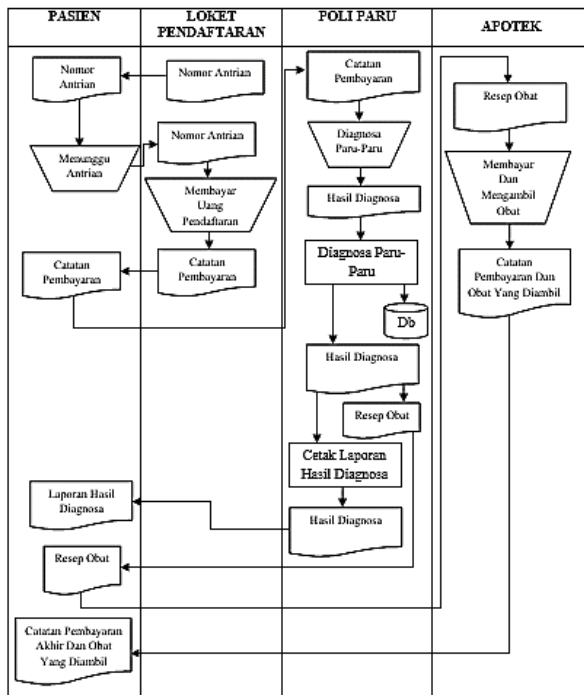 PASIEN
LOKET
PENDAFTARAN
POLI PARU
APOTEK
Nomor
Antrian
Nomor Antrian
Menunggu
Antrian
Nomor Antrian
Membayar
Uang
Pendaftaran
Catatan
Pembayaran
Catatan
Pembayaran
Catatan
Pembayaran
Diagnosa
Paru-Paru
Hasil Diagnosa
Diagnosa Paru-
Paru
Db
Hasil Diagnosa
Resep Obat
Cetak Laporan
Hasil Diagnosa
Hasil Diagnosa
Resep Obat
Membayar
Dan
Mengambil
Obat
Catatan
Pembayaran Dan
Obat Yang Diambil
Laporan Hasil
Diagnosa
Resep Obat
Catatan Pembayaran
Akhir Dan Obat
Yang Diambil